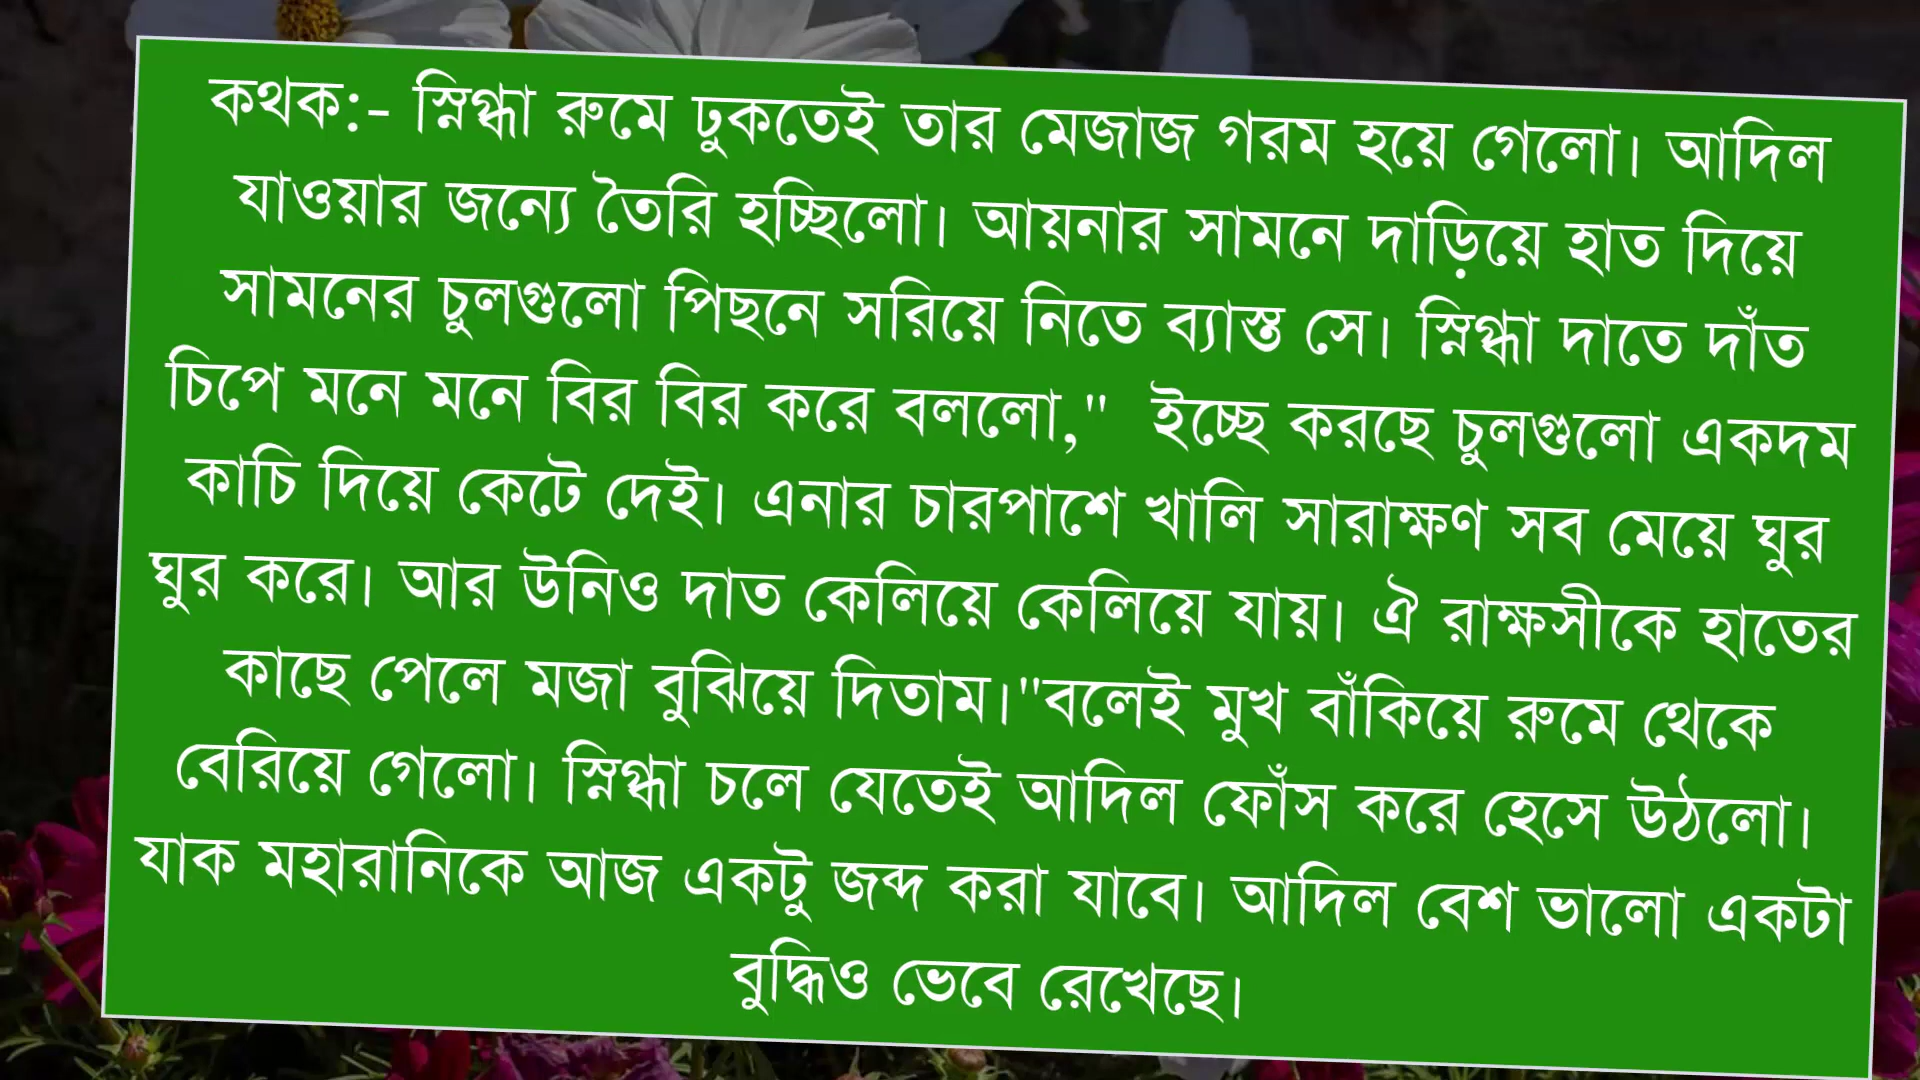 কথক:- স্নিগ্ধা রুমে ঢুকতেই তার মেজাজ গরম হয়ে গেলো। আদিল
যাওয়ার জন্যে তৈরি হচ্ছিলো। আয়নার সামনে দাড়িয়ে হাত দিয়ে
সামনের চুলগুলো পিছনে সরিয়ে নিতে ব্যাস্ত সে। স্নিগ্ধা দাতে দাঁত
চিপে মনে মনে বির বির করে বললো," ইচ্ছে করছে চুলগুলো একদম
কাচি দিয়ে কেটে দেই। এনার চারপাশে খালি সারাক্ষণ সব মেয়ে ঘুর
ঘুর করে। আর উনিও দাত কেলিয়ে কেলিয়ে যায়। ঐ রাক্ষসীকে হাতের
কাছে পেলে মজা বুঝিয়ে দিতাম।"বলেই মুখ বাঁকিয়ে রুমে থেকে
বেরিয়ে গেলো। স্নিগ্ধা চলে যেতেই আদিল ফোঁস করে হেসে উঠলো।
যাক মহারানিকে আজ একটু জব্দ করা যাবে। আদিল বেশ ভালো একটা
বুদ্ধিও ভেবে রেখেছে।